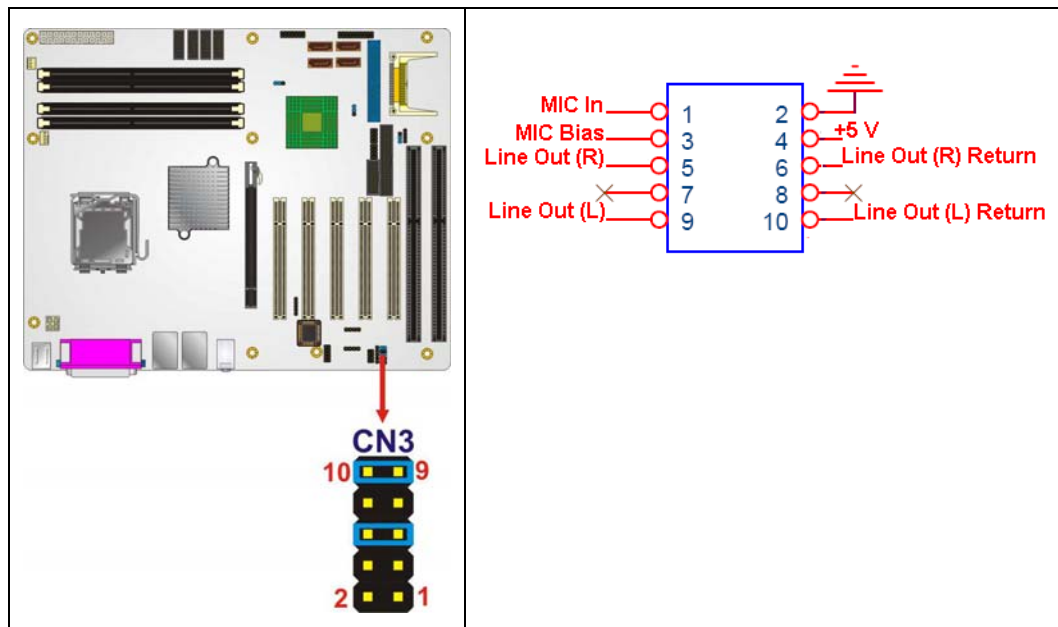 CN3
10 9
2 1
MIC In 1 2
MIC Bias 3 4 +5 V
Line Out (R) 5 6 Line Out (R) Return
7 8
Line Out (L) 9 10 Line Out (L) Return